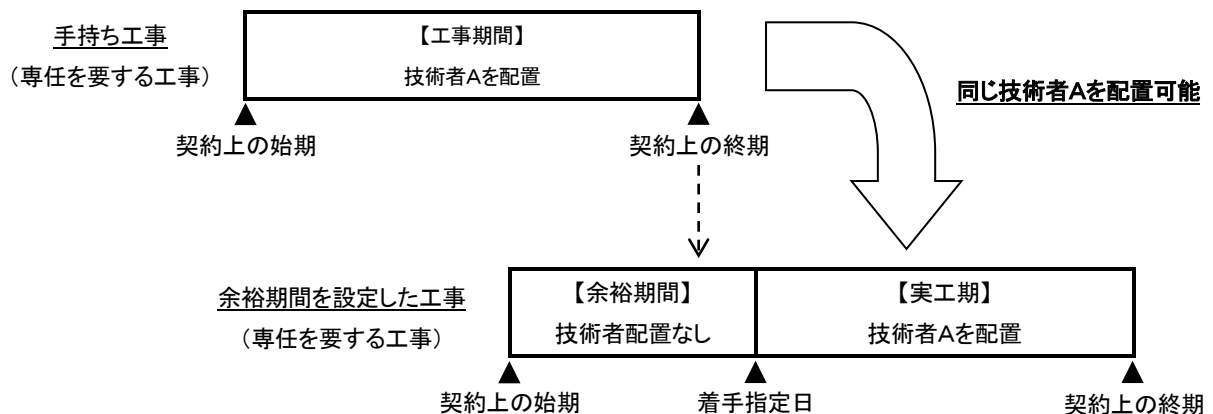 手持ち工事
（専任を要する工事）
【工事期間】
技術者Aを配置
同じ技術者Aを配置可能
契約上の始期
契約上の終期
余裕期間を設定した工事
（専任を要する工事）
【余裕期間】
技術者配置なし
【実工期】
技術者Aを配置
契約上の始期
着手指定日
契約上の終期